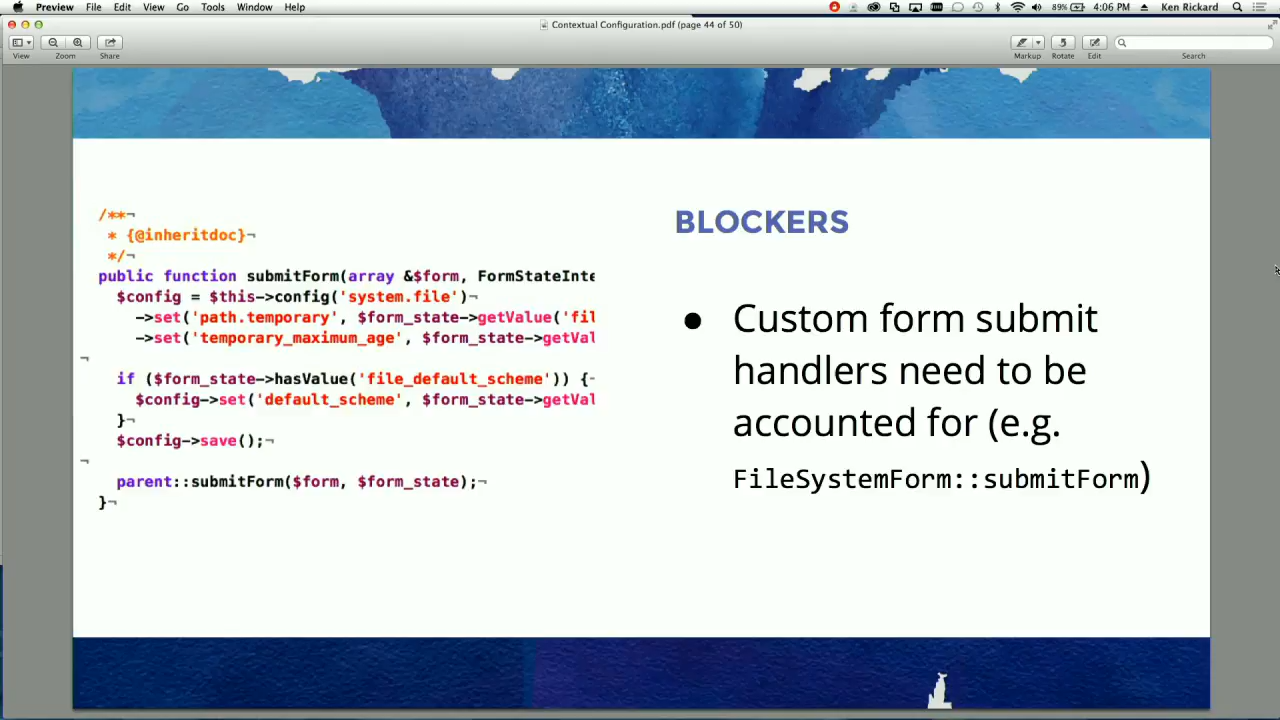 Preview File Edit View Go Tools Window Help
89% 4:06 PM Ken Rickard
Contextual Configuration.pdf (page 44 of 50)
View Zoom Share Markup Rotate Edit Search
/**¬
* {@inheritdoc}¬
*/¬
public function submitForm(array &$form, FormStateInte
$config = $this->config('system.file')¬
->set('path.temporary', $form_state->getValue('fil
->set('temporary_maximum_age', $form_state->getVal
¬
if ($form_state->hasValue('file_default_scheme')) {¬
$config->set('default_scheme', $form_state->getVal
}¬
$config->save();¬
¬
parent::submitForm($form, $form_state);¬
}¬
BLOCKERS
● Custom form submit
handlers need to be
accounted for (e.g.
FileSystemForm::submitForm)